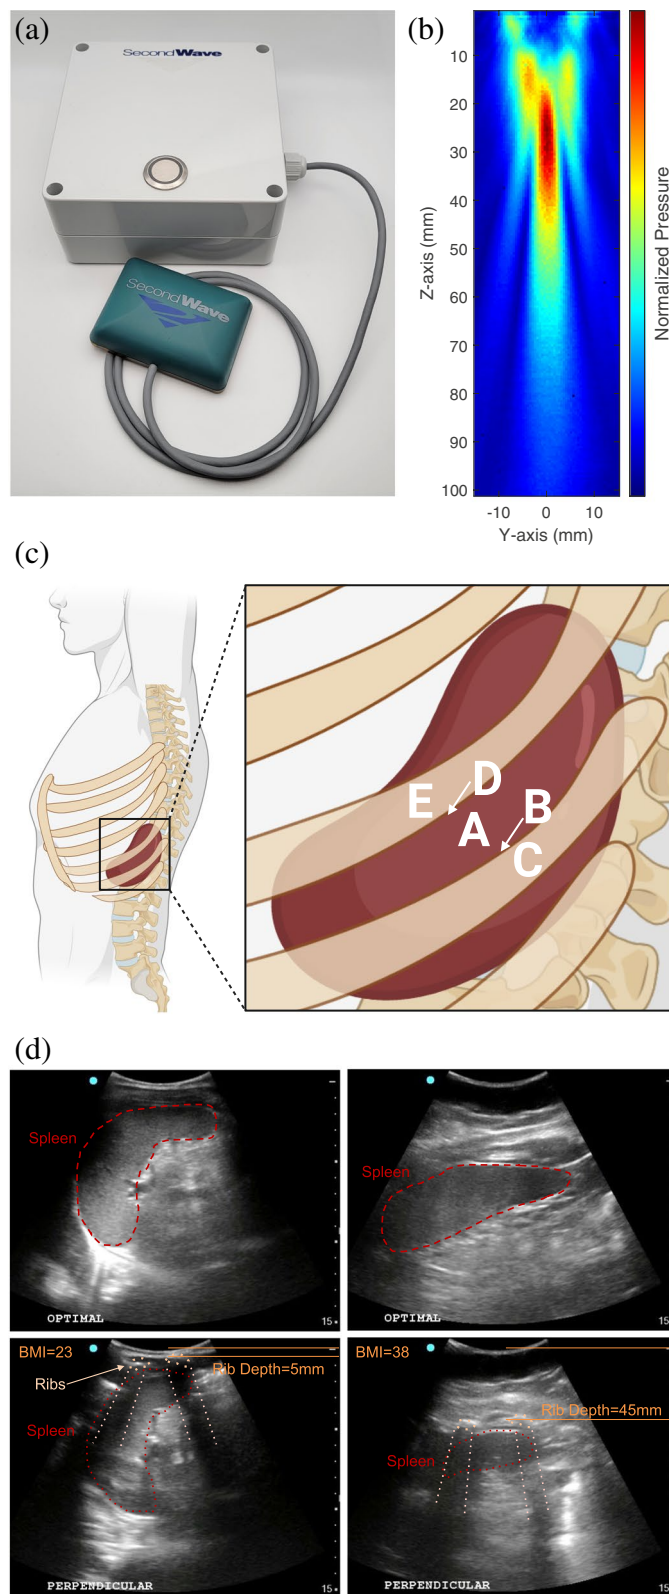 (a)
SecondWave
SecondWave
(b)
10
20
30
40
50
60
70
80
90
100
Z-axis (mm)
-10 0 10
Y-axis (mm)
Normalized Pressure
(c)
E
D
A
B
C
(d)
Spleen
OPTIMAL
15
Spleen
OPTIMAL
15
BMI=23
Rib Depth=5mm
Ribs
Spleen
PERPENDICULAR
15
BMI=38
Rib Depth=45mm
Spleen
PERPENDICULAR
15